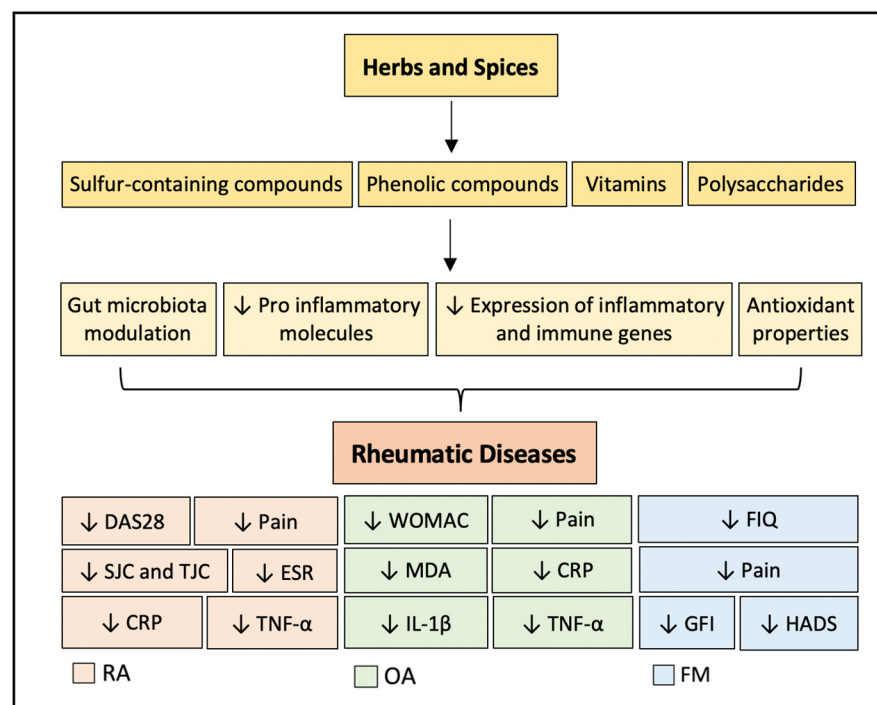 Herbs and Spices
Sulfur-containing compounds
Phenolic compounds
Vitamins
Polysaccharides
Gut microbiota
modulation
↓ Pro inflammatory
molecules
↓ Expression of inflammatory
and immune genes
Antioxidant
properties
Rheumatic Diseases
↓ DAS28
↓ Pain
↓ WOMAC
↓ Pain
↓ FIQ
↓ SJC and TJC
↓ ESR
↓ MDA
↓ CRP
↓ Pain
↓ CRP
↓ TNF-α
↓ IL-1β
↓ TNF-α
↓ GFI
↓ HADS
RA
OA
FM